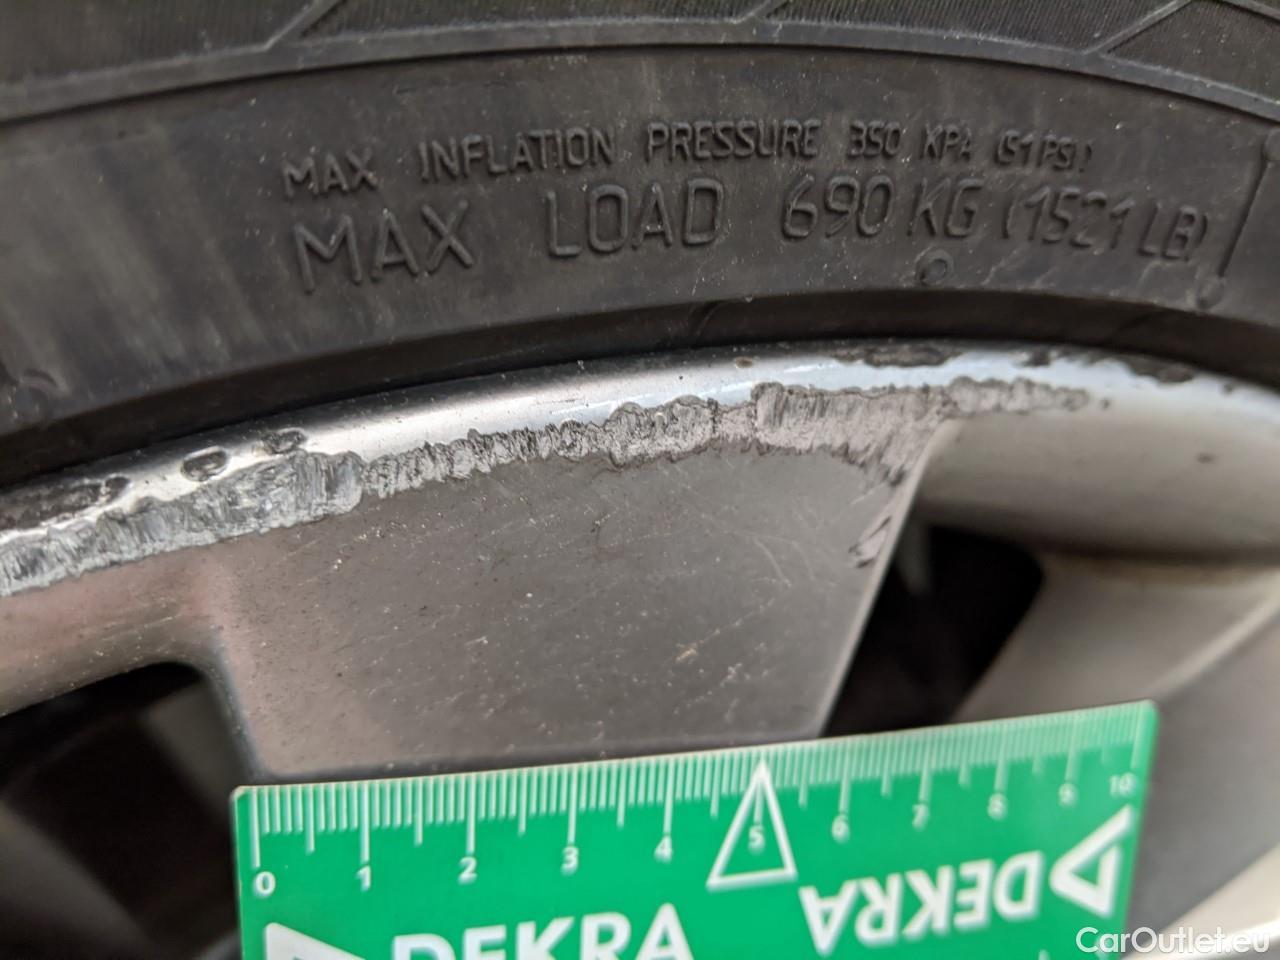 MAX INFLATION PRESSURE 350 KPA (51 PSI)
MAX LOAD 690 KG (1521 LB)
0 1 2 3 4 5 6 7 8 9 10
DEKRA
DEKRA
CarOutlet.eu